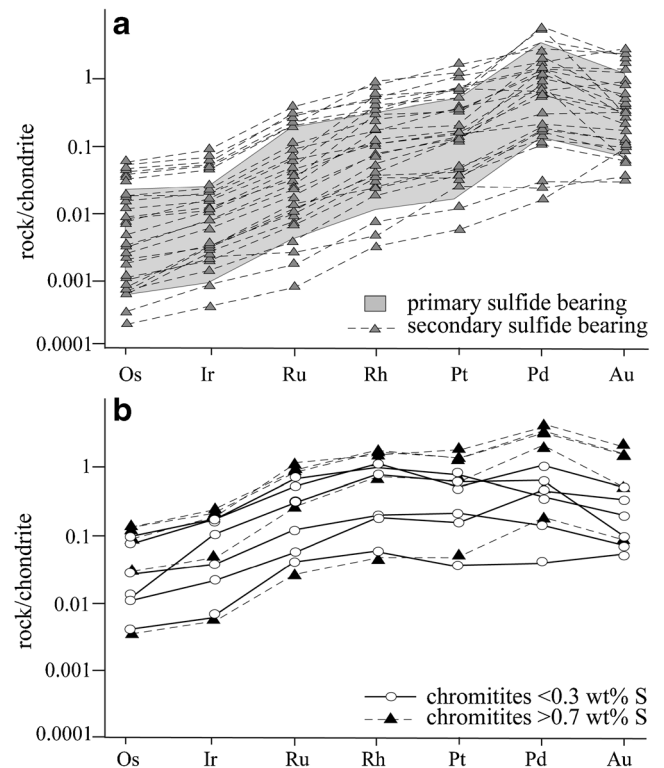 a
rock/chondrite
1
0.1
0.01
0.001
0.0001
primary sulfide bearing
secondary sulfide bearing
Os Ir Ru Rh Pt Pd Au
b
rock/chondrite
1
0.1
0.01
0.001
0.0001
chromitites <0.3 wt% S
chromitites >0.7 wt% S
Os Ir Ru Rh Pt Pd Au